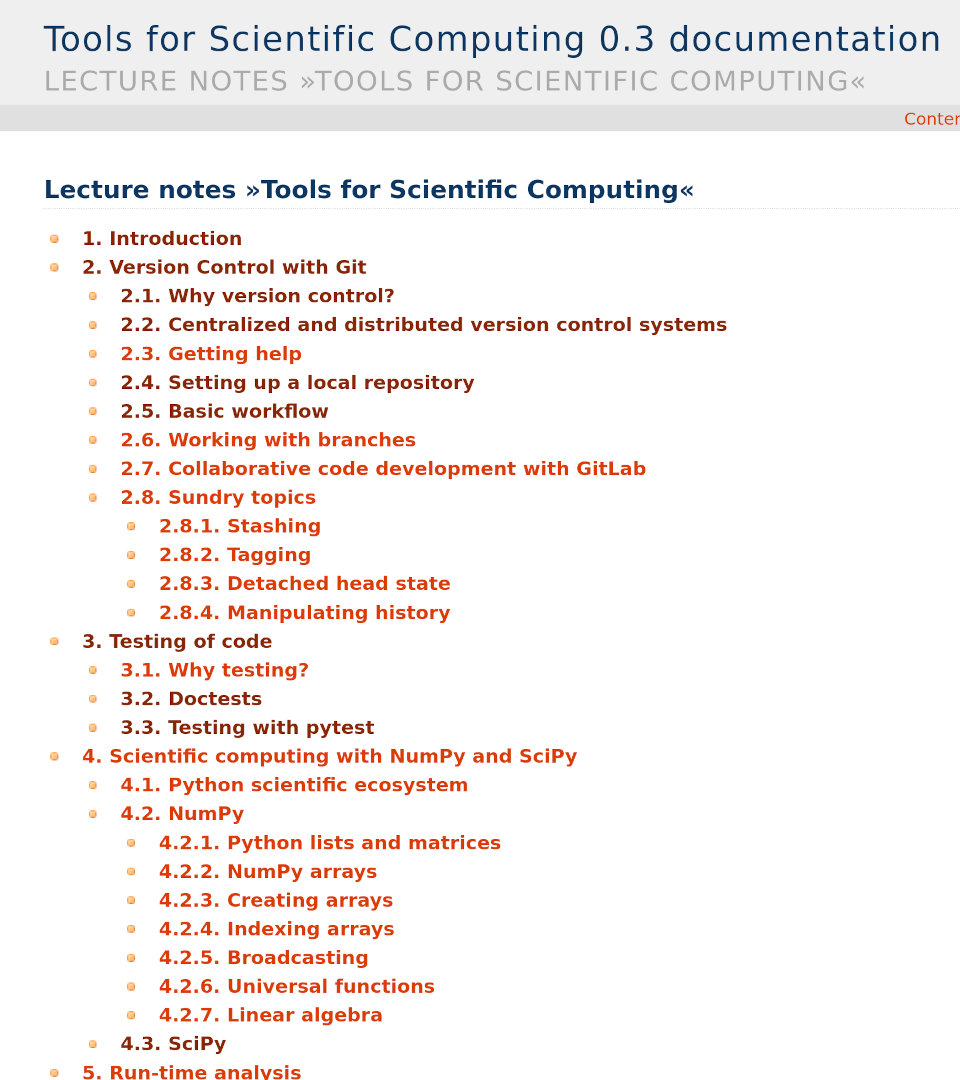 Tools for Scientific Computing 0.3 documentation
LECTURE NOTES »TOOLS FOR SCIENTIFIC COMPUTING«
Lecture notes »Tools for Scientific Computing«
1. Introduction
2. Version Control with Git
2.1. Why version control?
2.2. Centralized and distributed version control systems
2.3. Getting help
2.4. Setting up a local repository
2.5. Basic workflow
2.6. Working with branches
2.7. Collaborative code development with GitLab
2.8. Sundry topics
2.8.1. Stashing
2.8.2. Tagging
2.8.3. Detached head state
2.8.4. Manipulating history
3. Testing of code
3.1. Why testing?
3.2. Doctests
3.3. Testing with pytest
4. Scientific computing with NumPy and SciPy
4.1. Python scientific ecosystem
4.2. NumPy
4.2.1. Python lists and matrices
4.2.2. NumPy arrays
4.2.3. Creating arrays
4.2.4. Indexing arrays
4.2.5. Broadcasting
4.2.6. Universal functions
4.2.7. Linear algebra
4.3. SciPy
5. Run-time analysis